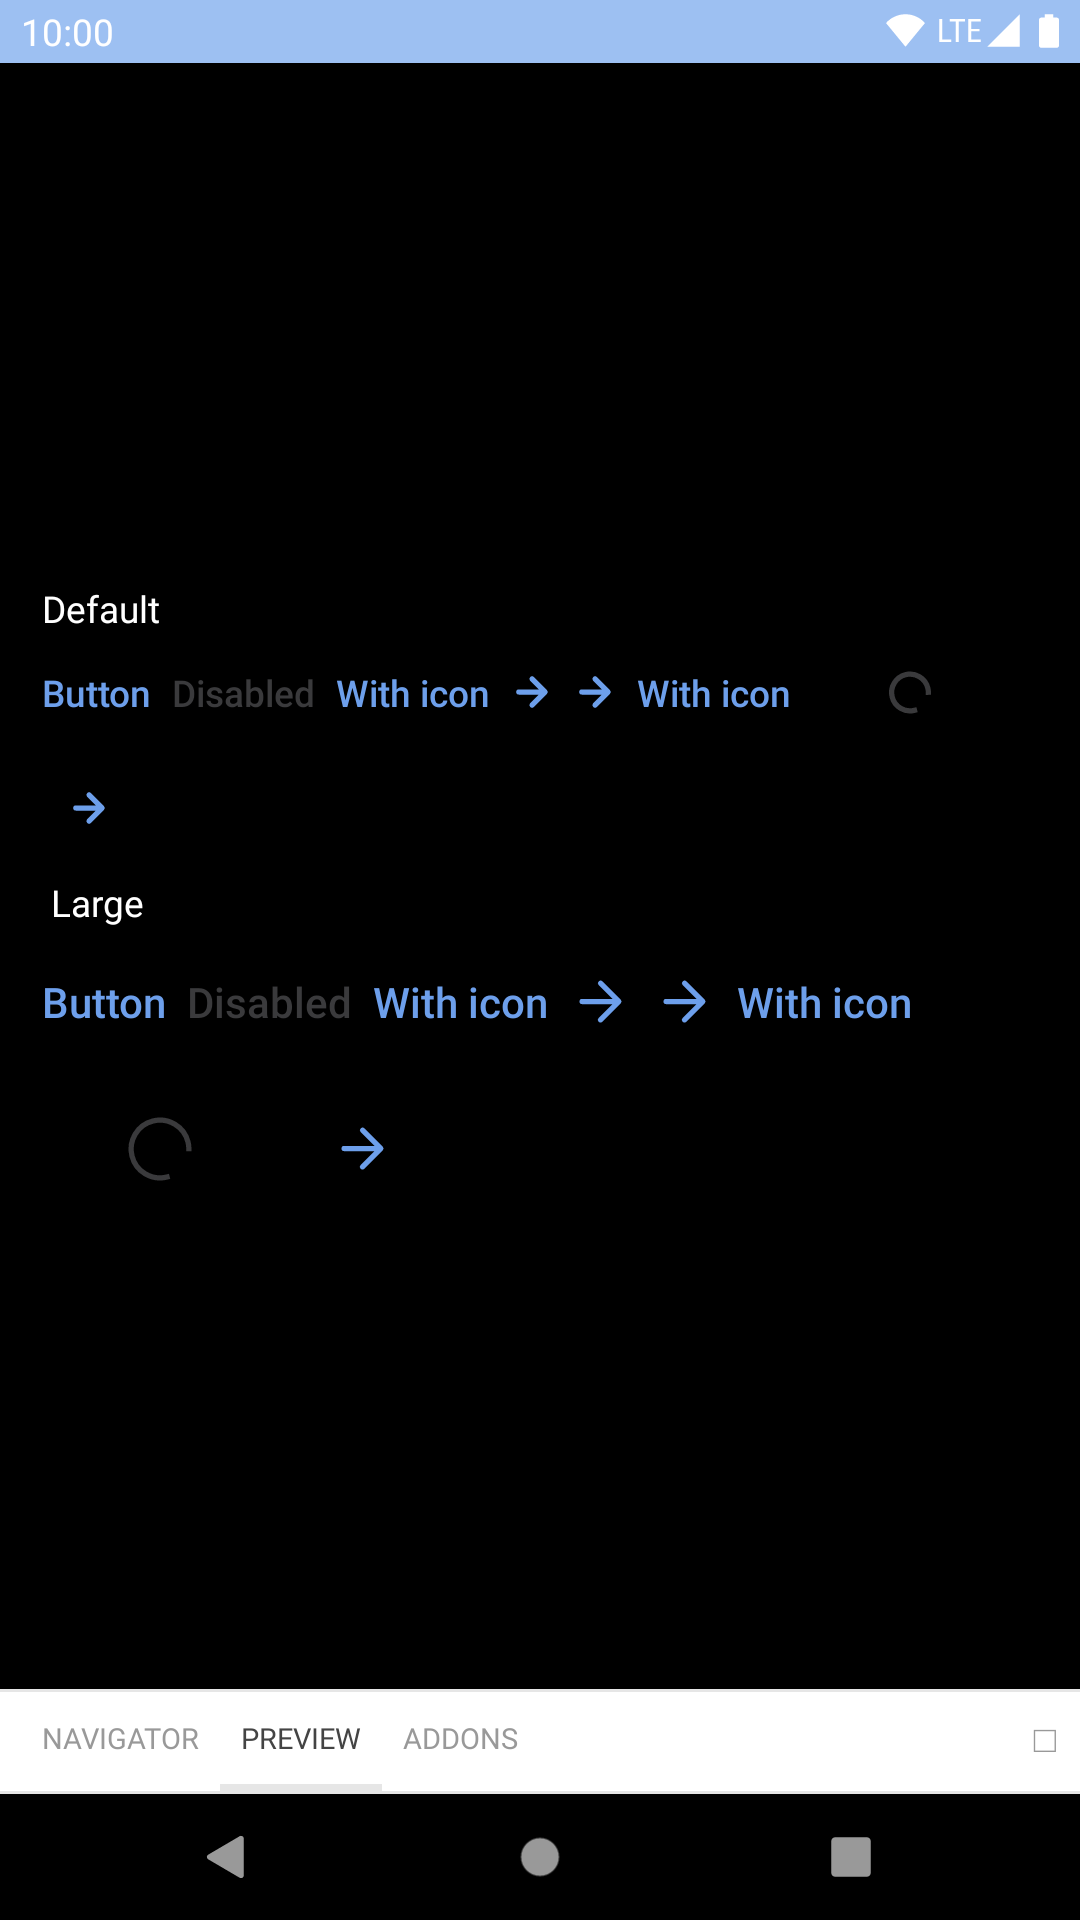 10:00 LTE
Default
Button Disabled With icon With icon
Large
Button Disabled With icon With icon
NAVIGATOR PREVIEW ADDONS